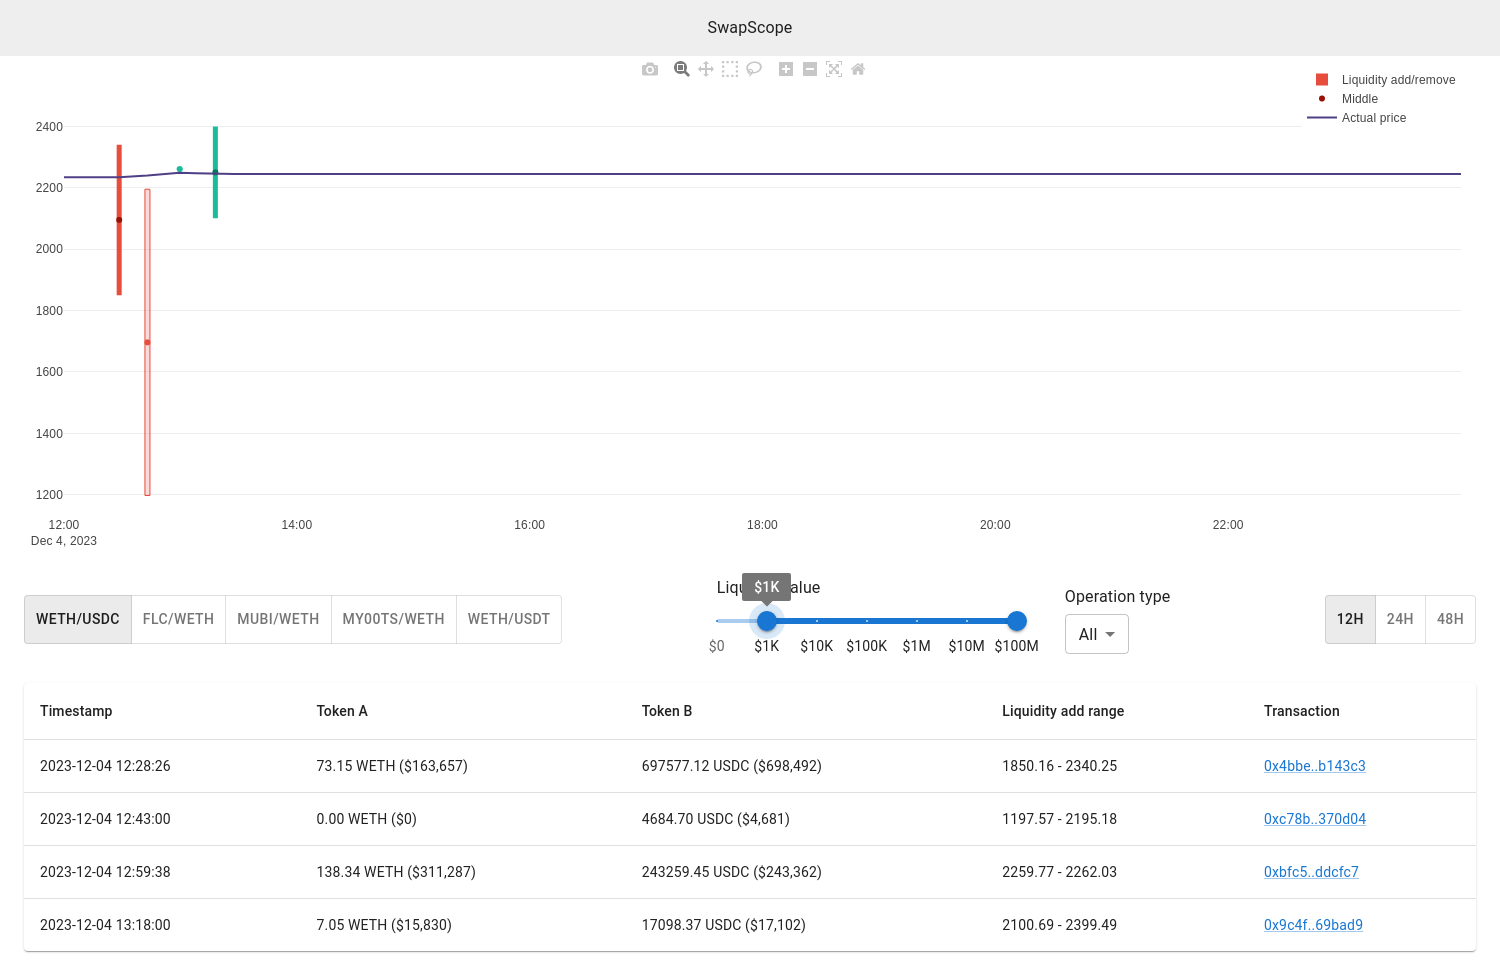 SwapScope
Liquidity add/remove
Middle
Actual price
2400
2200
2000
1800
1600
1400
1200
12:00 14:00 16:00 18:00 20:00 22:00
Dec 4, 2023
WETH/USDC FLC/WETH MUBI/WETH MY00TS/WETH WETH/USDT
$1K
$0 $1K $10K $100K $1M $10M $100M
Operation type
All
12H 24H 48H
Timestamp Token A Token B Liquidity add range Transaction
2023-12-04 12:28:26 73.15 WETH ($163,657) 697577.12 USDC ($698,492) 1850.16 - 2340.25 0x4bbe..b143c3
2023-12-04 12:43:00 0.00 WETH ($0) 4684.70 USDC ($4,681) 1197.57 - 2195.18 0xc78b..370d04
2023-12-04 12:59:38 138.34 WETH ($311,287) 243259.45 USDC ($243,362) 2259.77 - 2262.03 0xbfc5..ddcfc7
2023-12-04 13:18:00 7.05 WETH ($15,830) 17098.37 USDC ($17,102) 2100.69 - 2399.49 0x9c4f..69bad9